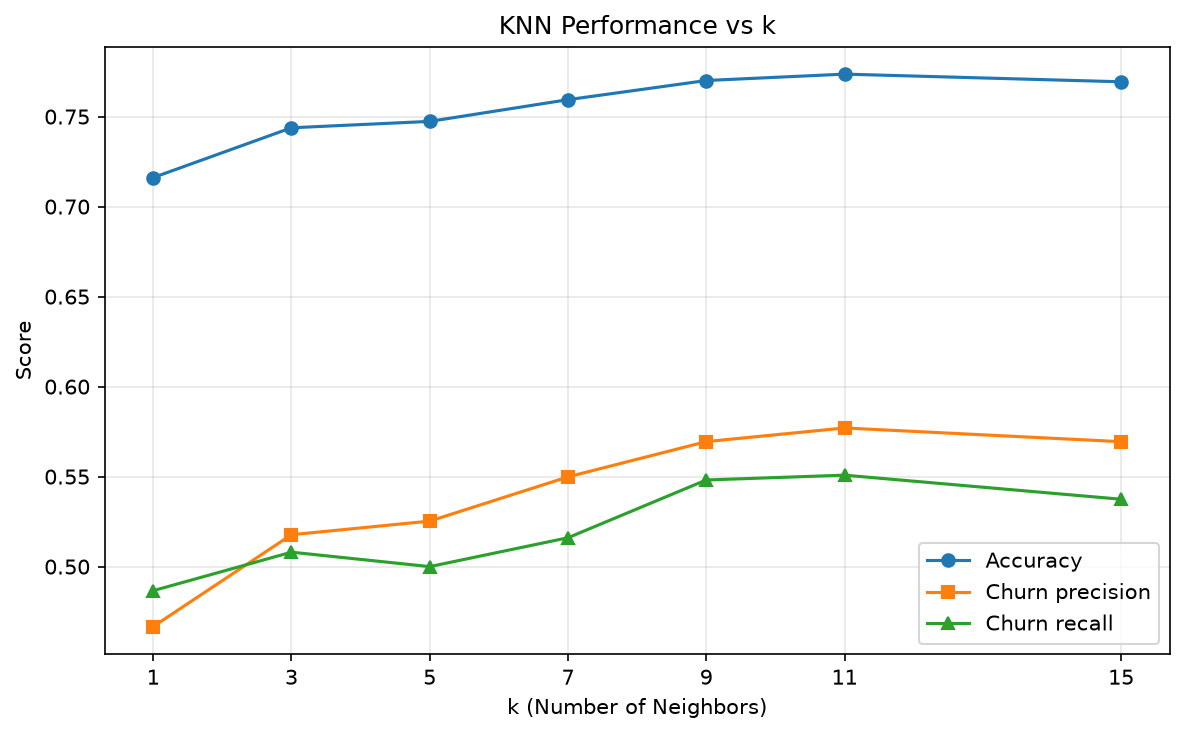 KNN Performance vs k
Score
0.75
0.70
0.65
0.60
0.55
0.50
1 3 5 7 9 11 15
k (Number of Neighbors)
Accuracy
Churn precision
Churn recall